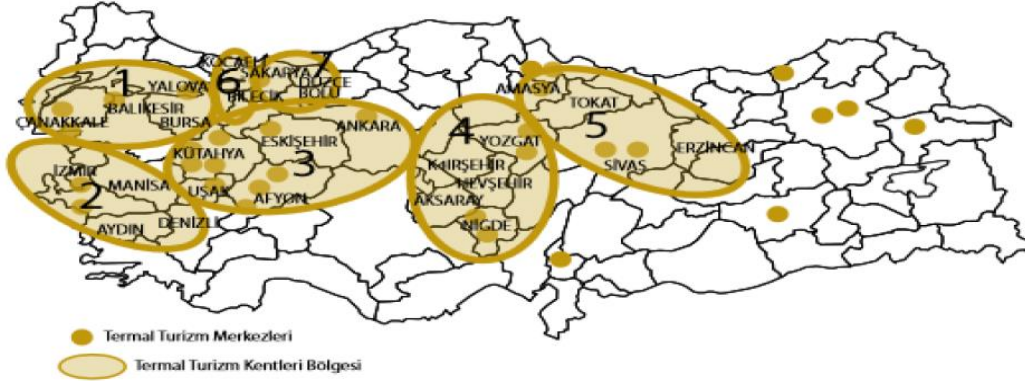 KOCAELİ
SAKARYA
7
1
YALOVA
6
DÜZCE
BOLU
BİLECİK
BALIKESİR
ÇANAKKALE
BURSA
AMASYA
TOKAT
5
ANKARA
4
YOZGAT
ESKİŞEHİR
KÜTAHYA
3
ERZİNCAN
SİVAS
KIIRŞEHİR
İZMİR
MANİSA
2
UŞAK
NEVŞEHİR
AFYON
AKSARAY
AYDIN
DENİZLİ
NİĞDE
Termal Turizm Merkezleri
Termal Turizm Kentleri Bölgesi